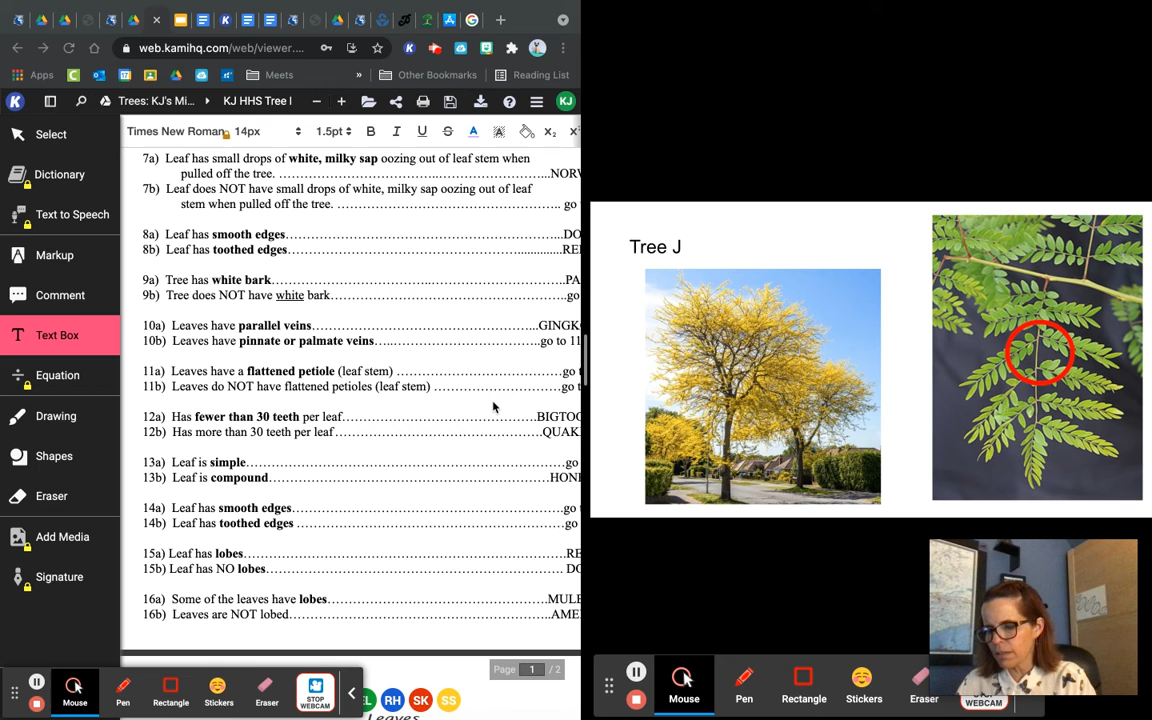 web.kamihq.com/web/viewer....
Apps
Meets
»
Other Bookmarks
Reading List
Trees: KJ's Mi...
KJ HHS Tree I
KJ
Select
Dictionary
Text to Speech
Markup
Comment
Text Box
Equation
Drawing
Shapes
Eraser
Add Media
Signature
Times New Roman
14px
1.5pt
B
I
U
S
A
A
X₂
7a) Leaf has small drops of white, milky sap oozing out of leaf stem when
pulled off the tree. ………………………………………………...NORV
7b) Leaf does NOT have small drops of white, milky sap oozing out of leaf
stem when pulled off the tree. ……………………………………….. go
8a) Leaf has smooth edges………………………………………………...DO
8b) Leaf has toothed edges………………………………………...............RE
9a) Tree has white bark……………………………………………………..PA
9b) Tree does NOT have white bark………………………………………...go
10a) Leaves have parallel veins…………………………………………...GINGK
10b) Leaves have pinnate or palmate veins…..…………………………..go to 11
11a) Leaves have a flattened petiole (leaf stem) ………………………………go
11b) Leaves do NOT have flattened petioles (leaf stem) ……………………go t
12a) Has fewer than 30 teeth per leaf……………………………………BIGTOO
12b) Has more than 30 teeth per leaf…………………………………….QUAK
13a) Leaf is simple………………………………………………………………go
13b) Leaf is compound……………………………………………………HONE
14a) Leaf has smooth edges……………………………………………………go
14b) Leaf has toothed edges ……………………………………………………go
15a) Leaf has lobes………………………………………………………………RE
15b) Leaf has NO lobes………………………………………………………. DO
16a) Some of the leaves have lobes………………………………………..MULE
16b) Leaves are NOT lobed…………………………………………………AME
Page 1 / 2
RH
SK
SS
Leaves
Mouse
Pen
Rectangle
Stickers
Eraser
STOP
WEBCAM
Tree J
Mouse
Pen
Rectangle
Stickers
Eraser
WEBCAM